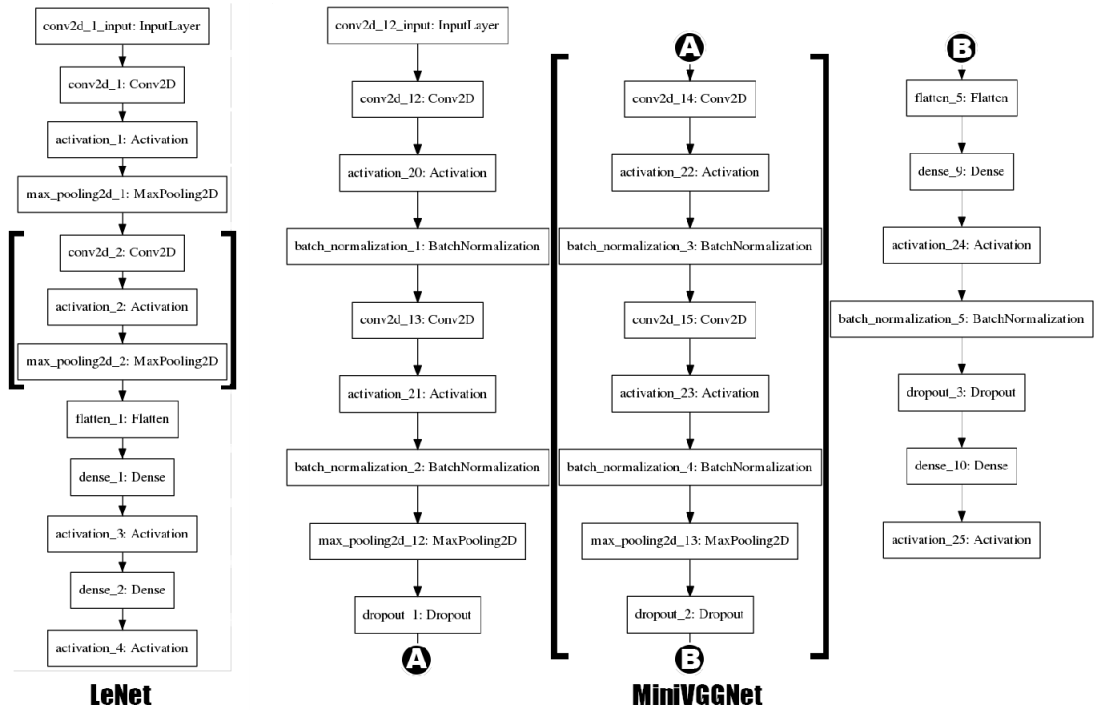 conv2d_1_input: InputLayer
conv2d_1: Conv2D
activation_1: Activation
max_pooling2d_1: MaxPooling2D
conv2d_2: Conv2D
activation_2: Activation
max_pooling2d_2: MaxPooling2D
flatten_1: Flatten
dense_1: Dense
activation_3: Activation
dense_2: Dense
activation_4: Activation
LeNet
conv2d_12_input: InputLayer
conv2d_12: Conv2D
activation_20: Activation
batch_normalization_1: BatchNormalization
conv2d_13: Conv2D
activation_21: Activation
batch_normalization_2: BatchNormalization
max_pooling2d_12: MaxPooling2D
dropout_1: Dropout
A
A
conv2d_14: Conv2D
activation_22: Activation
batch_normalization_3: BatchNormalization
conv2d_15: Conv2D
activation_23: Activation
batch_normalization_4: BatchNormalization
max_pooling2d_13: MaxPooling2D
dropout_2: Dropout
B
MiniVGGNet
B
flatten_5: Flatten
dense_9: Dense
activation_24: Activation
batch_normalization_5: BatchNormalization
dropout_3: Dropout
dense_10: Dense
activation_25: Activation